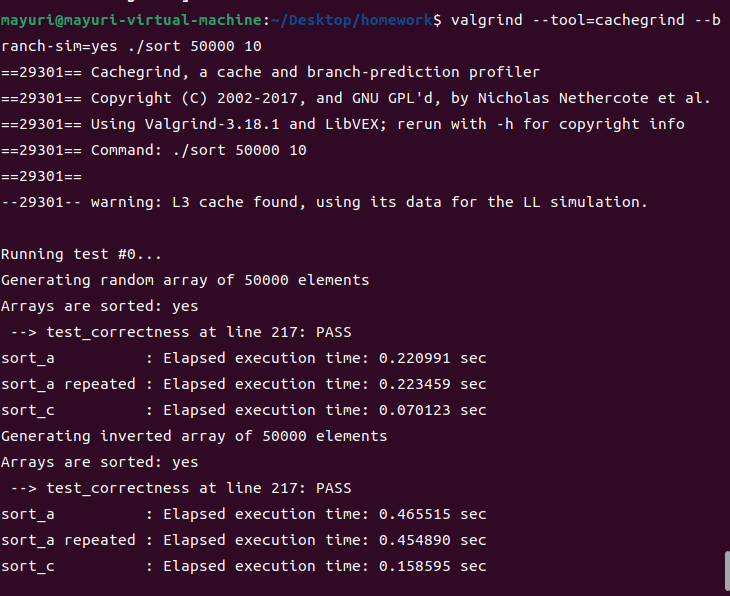 mayuri@mayuri-virtual-machine:~/Desktop/homework$ valgrind --tool=cachegrind --b
ranch-sim=yes ./sort 50000 10
==29301== Cachegrind, a cache and branch-prediction profiler
==29301== Copyright (C) 2002-2017, and GNU GPL'd, by Nicholas Nethercote et al.
==29301== Using Valgrind-3.18.1 and LibVEX; rerun with -h for copyright info
==29301== Command: ./sort 50000 10
==29301==
--29301-- warning: L3 cache found, using its data for the LL simulation.

Running test #0...
Generating random array of 50000 elements
Arrays are sorted: yes
 --> test_correctness at line 217: PASS
sort_a          : Elapsed execution time: 0.220991 sec
sort_a repeated : Elapsed execution time: 0.223459 sec
sort_c          : Elapsed execution time: 0.070123 sec
Generating inverted array of 50000 elements
Arrays are sorted: yes
 --> test_correctness at line 217: PASS
sort_a          : Elapsed execution time: 0.465515 sec
sort_a repeated : Elapsed execution time: 0.454890 sec
sort_c          : Elapsed execution time: 0.158595 sec